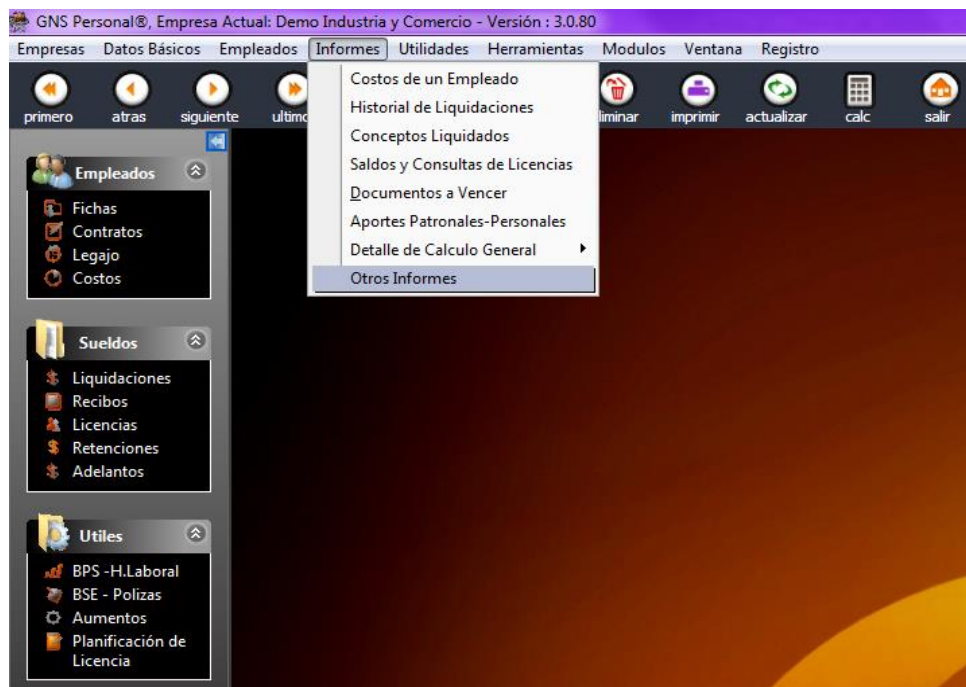 GNS Personal®, Empresa Actual: Demo Industria y Comercio - Versión : 3.0.80
Empresas Datos Básicos Empleados Informes Utilidades Herramientas Modulos Ventana Registro
primero atras siguiente imprimir actualizar calc salir
Costos de un Empleado
Historial de Liquidaciones
Conceptos Liquidados
Saldos y Consultas de Licencias
Documentos a Vencer
Aportes Patronales-Personales
Detalle de Calculo General
Otros Informes
Empleados
Fichas
Contratos
Legajo
Costos
Sueldos
Liquidaciones
Recibos
Licencias
Retenciones
Adelantos
Utiles
BPS -H.Laboral
BSE - Polizas
Aumentos
Planificación de
Licencia